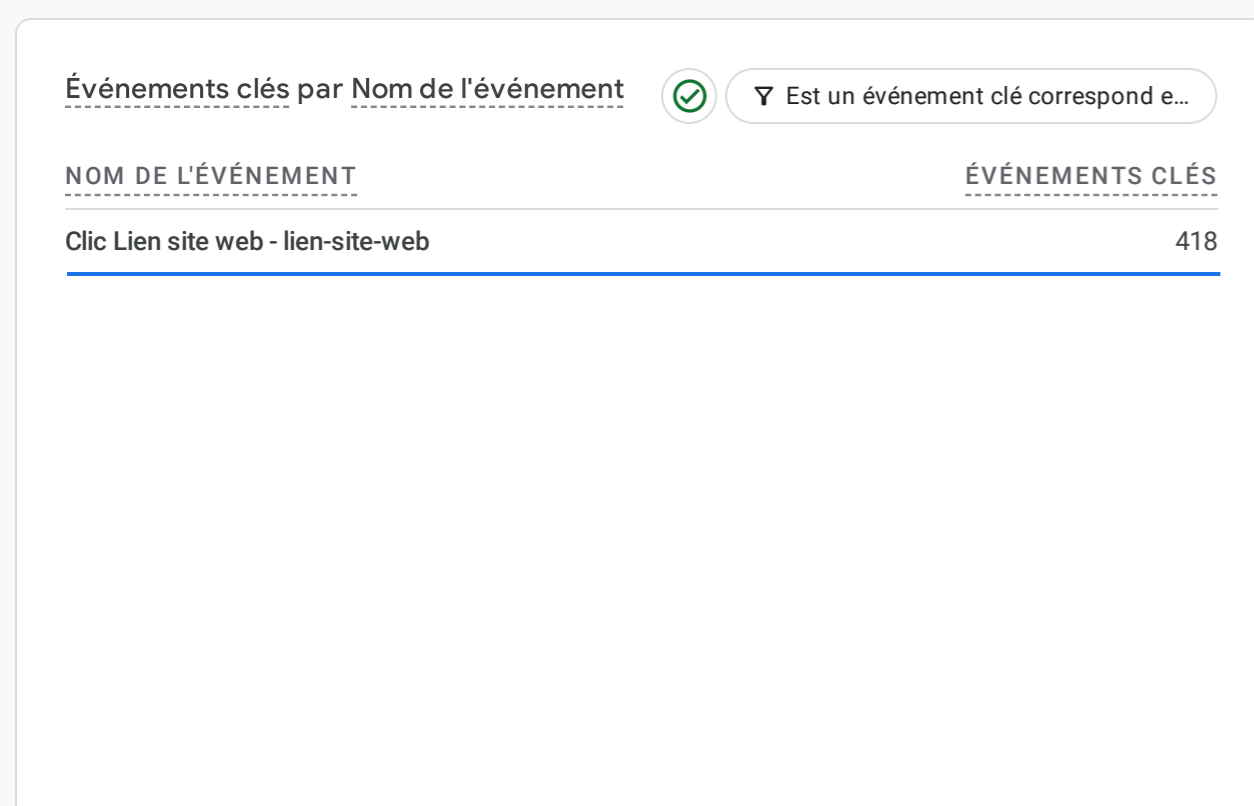 Événements clés par Nom de l'événement
Est un événement clé correspond e...
NOM DE L'ÉVÉNEMENT ÉVÉNEMENTS CLÉS
Clic Lien site web - lien-site-web 418